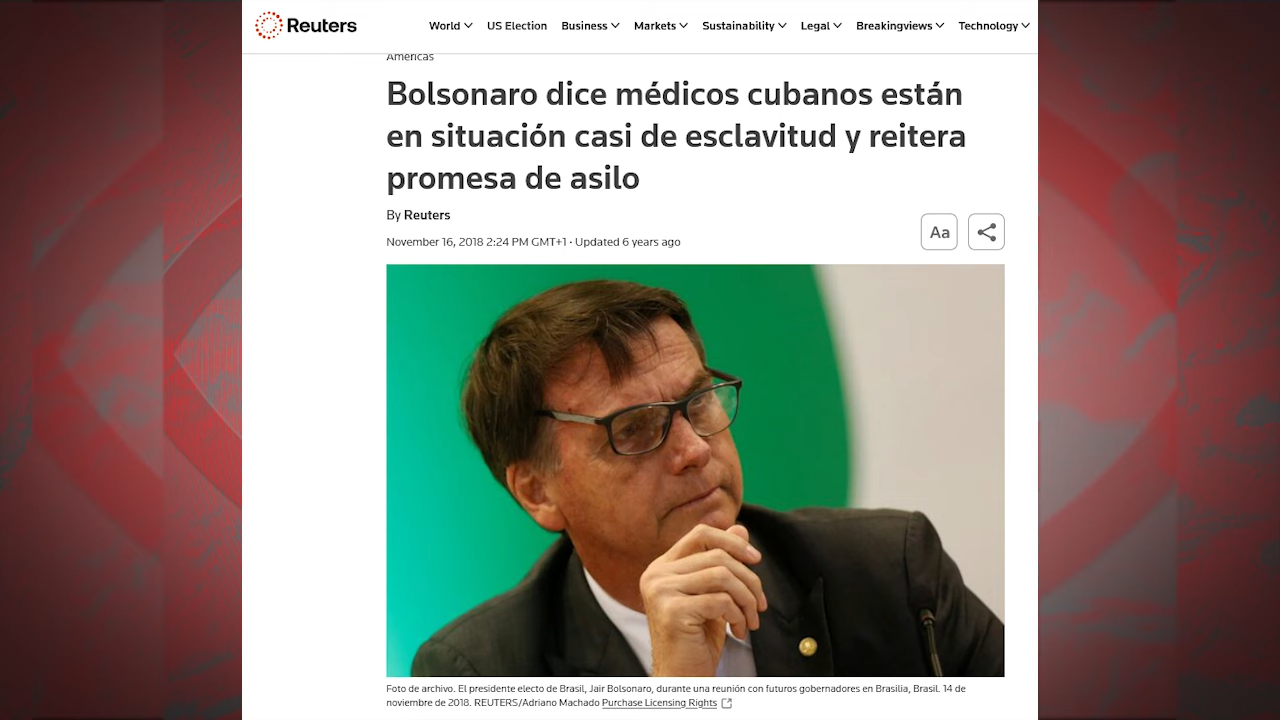 Reuters
World US Election Business Markets Sustainability Legal Breakingviews Technology
Americas
Bolsonaro dice médicos cubanos están
en situación casi de esclavitud y reitera
promesa de asilo
By Reuters
November 16, 2018 2:24 PM GMT+1 · Updated 6 years ago
Aa
Foto de archivo. El presidente electo de Brasil, Jair Bolsonaro, durante una reunión con futuros gobernadores en Brasilia, Brasil. 14 de
noviembre de 2018. REUTERS/Adriano Machado Purchase Licensing Rights